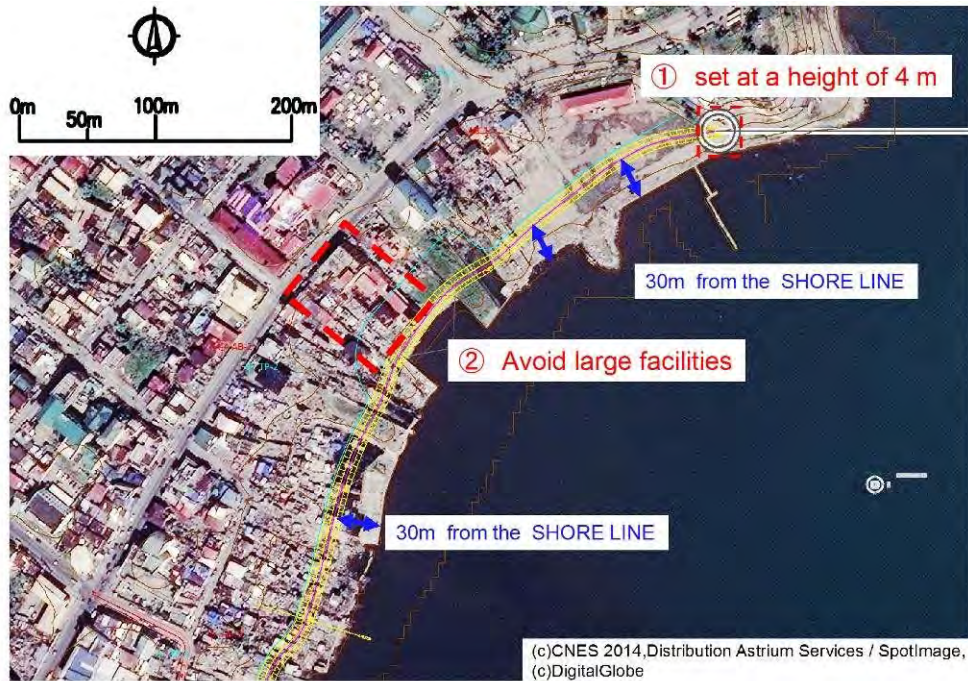 0m
50m
100m
200m
① set at a height of 4 m
30m from the SHORE LINE
② Avoid large facilities
30m from the SHORE LINE
(c)CNES 2014,Distribution Astrium Services / SpotImage,
(c)DigitalGlobe